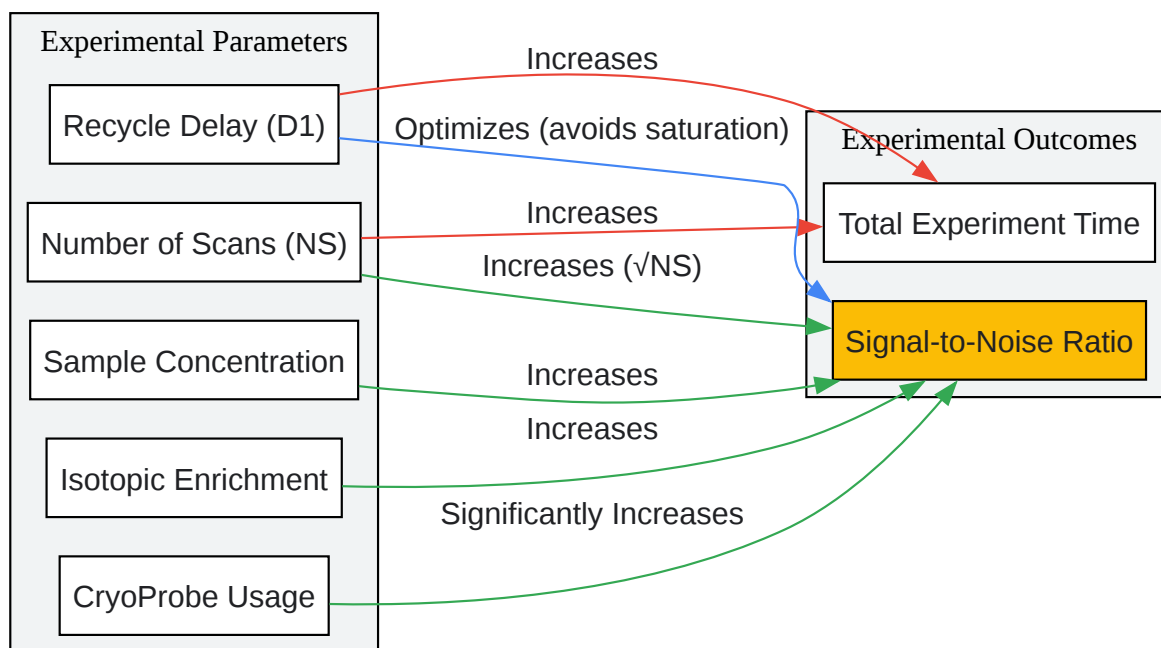 Experimental Parameters
Recycle Delay (D1)
Number of Scans (NS)
Sample Concentration
Isotopic Enrichment
CryoProbe Usage
Increases
Optimizes (avoids saturation)
Increases
Increases (√NS)
Increases
Increases
Significantly Increases
Experimental Outcomes
Total Experiment Time
Signal-to-Noise Ratio